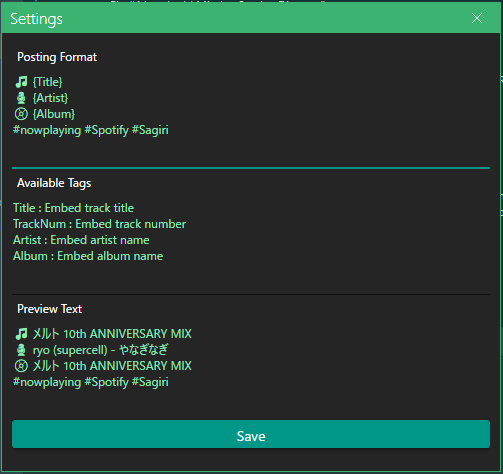 Settings
Posting Format
🎵 {Title}
🎙 {Artist}
💿 {Album}
#nowplaying #Spotify #Sagiri
Available Tags
Title : Embed track title
TrackNum : Embed track number
Artist : Embed artist name
Album : Embed album name
Preview Text
🎵 メルト 10th ANNIVERSARY MIX
🎙 ryo (supercell) - やなぎなぎ
💿 メルト 10th ANNIVERSARY MIX
#nowplaying #Spotify #Sagiri
Save